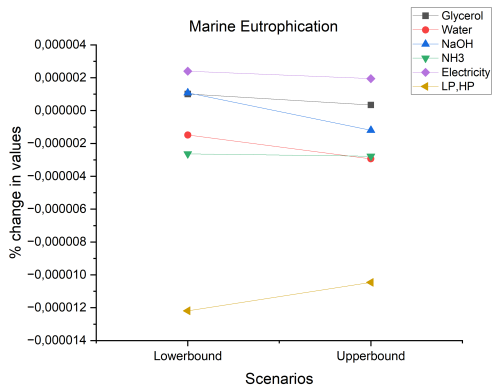 Marine Eutrophication
Glycerol
Water
NaOH
NH3
Electricity
LP,HP
0,000004
0,000002
0,000000
−0,000002
−0,000004
−0,000006
−0,000008
−0,000010
−0,000012
−0,000014
% change in values
Lowerbound
Upperbound
Scenarios